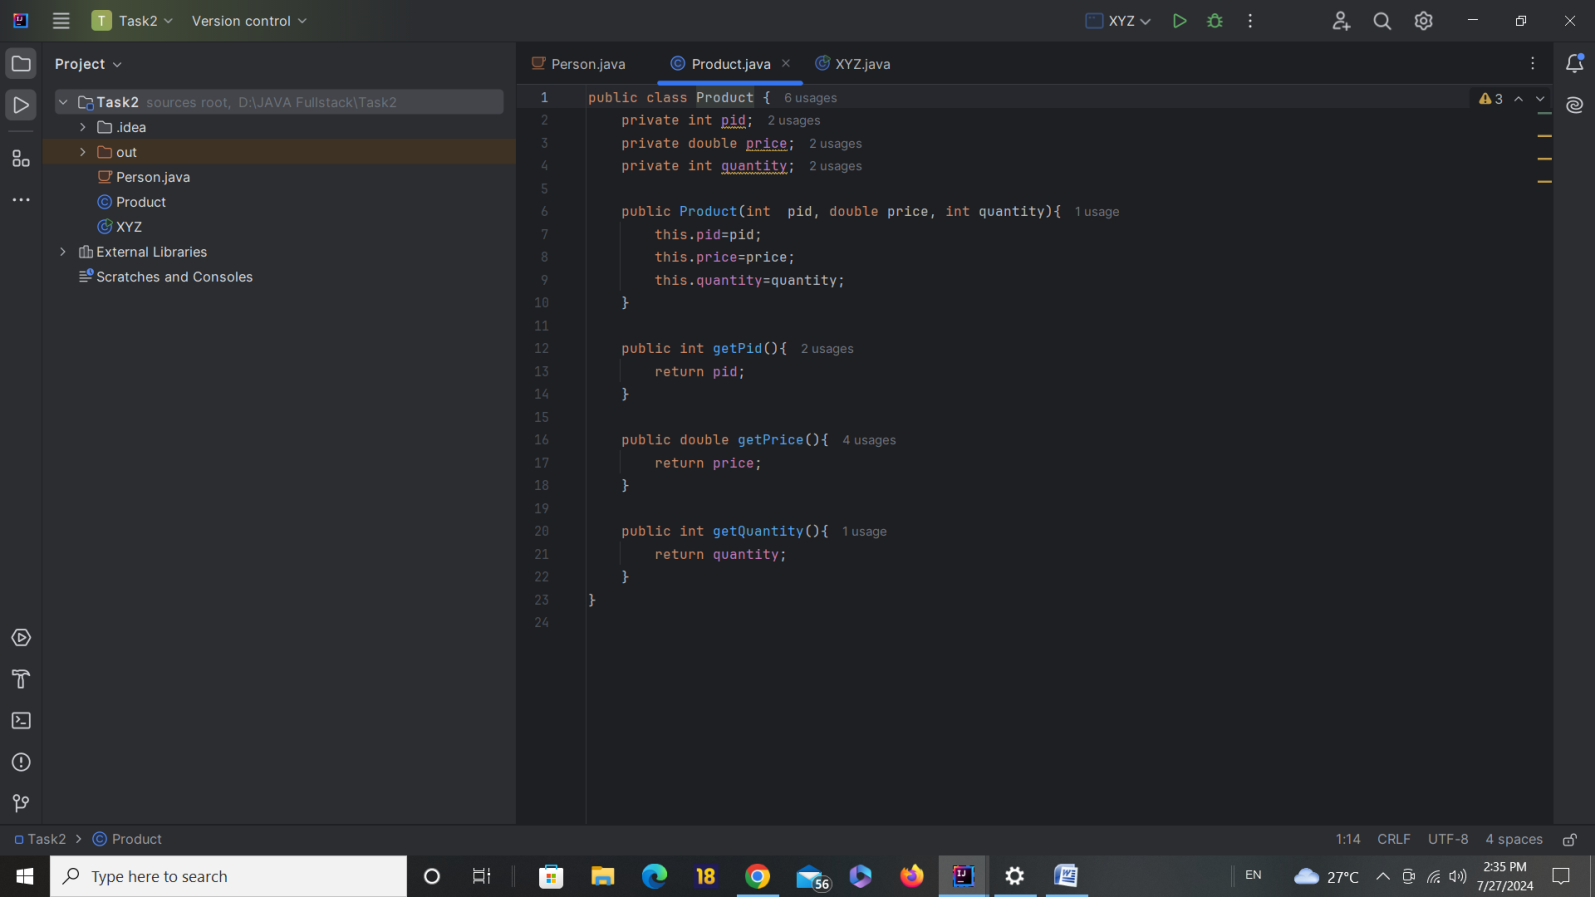 T Task2 Version control XYZ
Project
Person.java Product.java XYZ.java
Task2 sources root, D:\JAVA Fullstack\Task2
.idea
out
Person.java
Product
XYZ
External Libraries
Scratches and Consoles
3
1 public class Product { 6 usages
2 private int pid; 2 usages
3 private double price; 2 usages
4 private int quantity; 2 usages
5
6 public Product(int  pid, double price, int quantity){ 1 usage
7 this.pid=pid;
8 this.price=price;
9 this.quantity=quantity;
10 }
11
12 public int getPid(){ 2 usages
13 return pid;
14 }
15
16 public double getPrice(){ 4 usages
17 return price;
18 }
19
20 public int getQuantity(){ 1 usage
21 return quantity;
22 }
23 }
24
Task2 > Product 1:14 CRLF UTF-8 4 spaces
Type here to search 18 56 EN 27°C 2:35 PM
7/27/2024